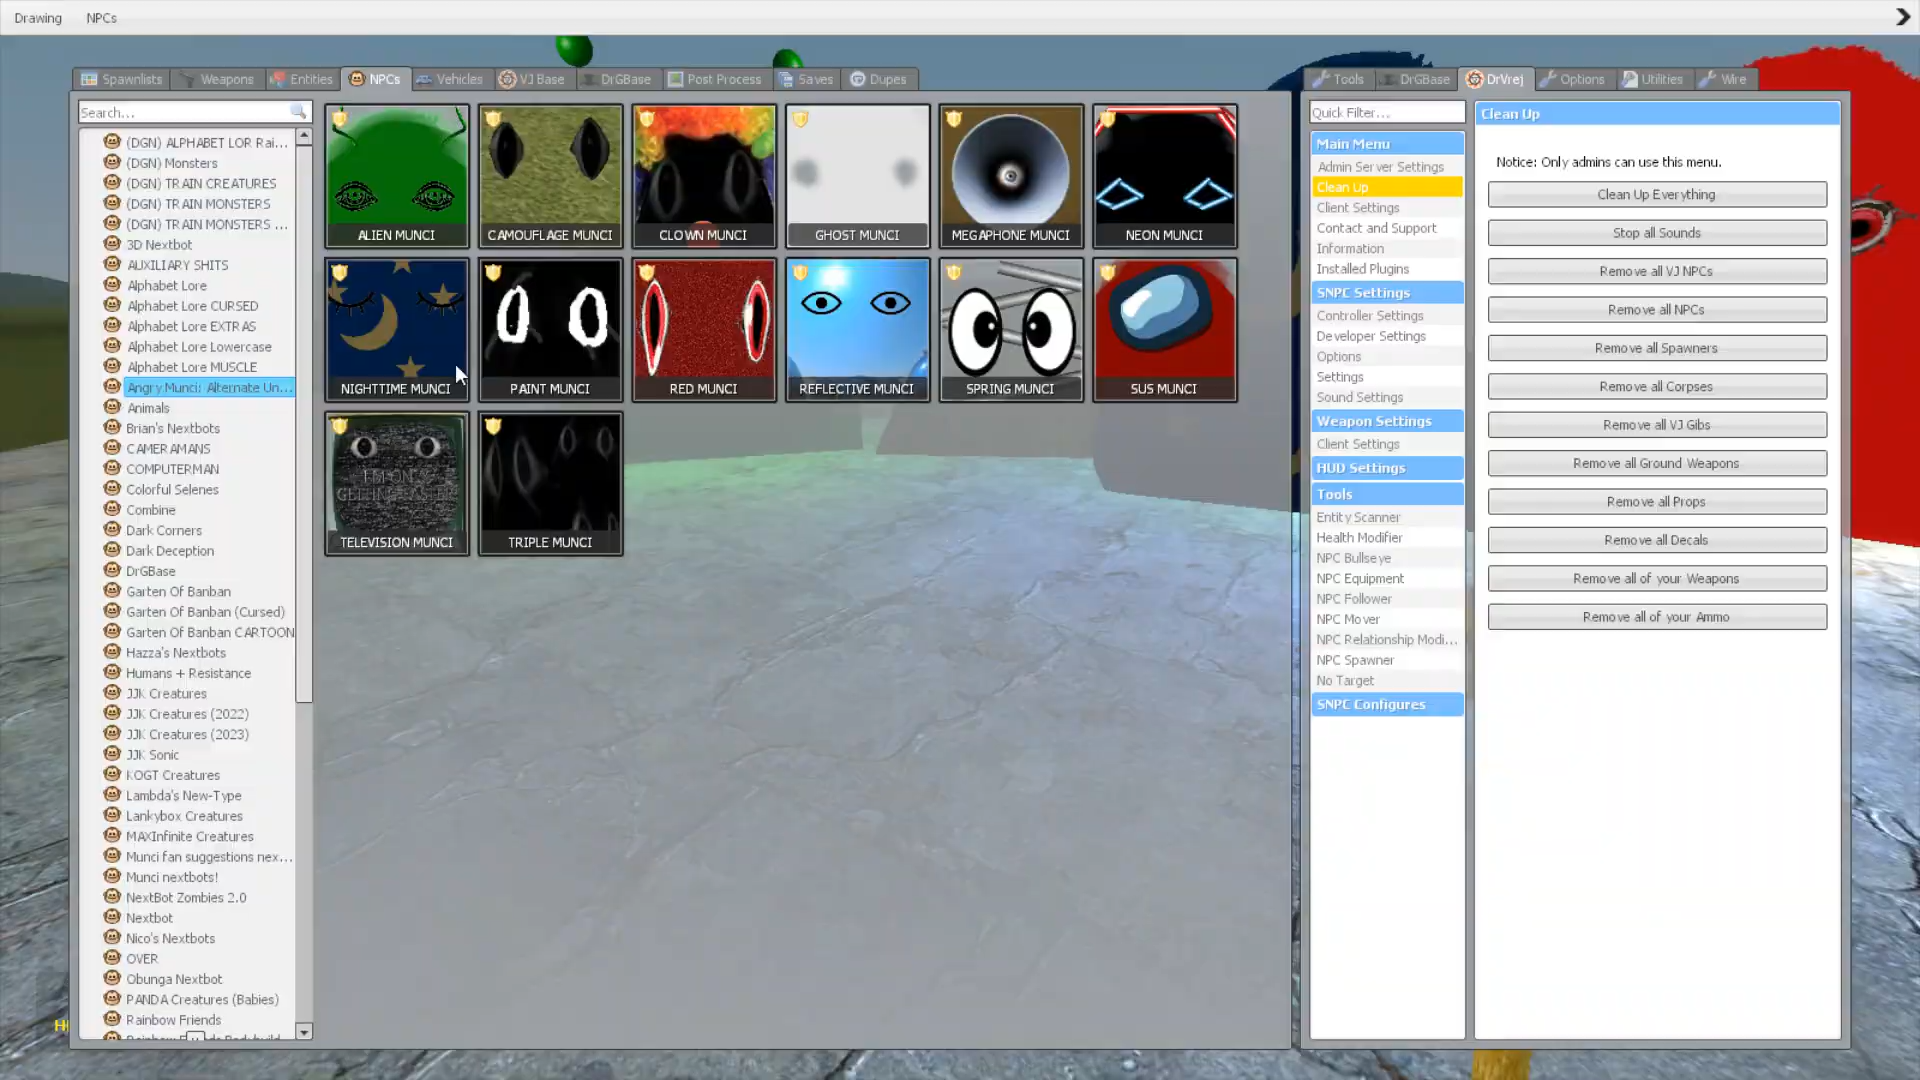 Drawing NPCs
Spawnlists Weapons Entities NPCs Vehicles VJ Base DrGBase Post Process Saves Dupes
Search...
(DGN) ALPHABET LOR Rai...
(DGN) Monsters
(DGN) TRAIN CREATURES
(DGN) TRAIN MONSTERS
(DGN) TRAIN MONSTERS ...
3D Nextbot
AUXILIARY SHITS
Alphabet Lore
Alphabet Lore CURSED
Alphabet Lore EXTRAS
Alphabet Lore Lowercase
Alphabet Lore MUSCLE
Angry Munci: Alternate Un...
Animals
Brian's Nextbots
CAMERAMANS
COMPUTERMAN
Colorful Selenes
Combine
Dark Corners
Dark Deception
DrGBase
Garten Of Banban
Garten Of Banban (Cursed)
Garten Of Banban CARTOON
Hazza's Nextbots
Humans + Resistance
JJK Creatures
JJK Creatures (2022)
JJK Creatures (2023)
JJK Sonic
KOGT Creatures
Lambda's New-Type
Lankybox Creatures
MAXInfinite Creatures
Munci fan suggestions nex...
Munci nextbots!
NextBot Zombies 2.0
Nextbot
Nico's Nextbots
OVER
Obunga Nextbot
PANDA Creatures (Babies)
Rainbow Friends
ALIEN MUNCI
CAMOUFLAGE MUNCI
CLOWN MUNCI
GHOST MUNCI
MEGAPHONE MUNCI
NEON MUNCI
NIGHTTIME MUNCI
PAINT MUNCI
RED MUNCI
REFLECTIVE MUNCI
SPRING MUNCI
SUS MUNCI
TELEVISION MUNCI
TRIPLE MUNCI
Tools DrGBase DrVrej Options Utilities Wire
Quick Filter...
Main Menu
Admin Server Settings
Clean Up
Client Settings
Contact and Support
Information
Installed Plugins
SNPC Settings
Controller Settings
Developer Settings
Options
Settings
Sound Settings
Weapon Settings
Client Settings
HUD Settings
Tools
Entity Scanner
Health Modifier
NPC Bullseye
NPC Equipment
NPC Follower
NPC Mover
NPC Relationship Modi...
NPC Spawner
No Target
SNPC Configures
Clean Up
Notice: Only admins can use this menu.
Clean Up Everything
Stop all Sounds
Remove all VJ NPCs
Remove all NPCs
Remove all Spawners
Remove all Corpses
Remove all VJ Gibs
Remove all Ground Weapons
Remove all Props
Remove all Decals
Remove all of your Weapons
Remove all of your Ammo